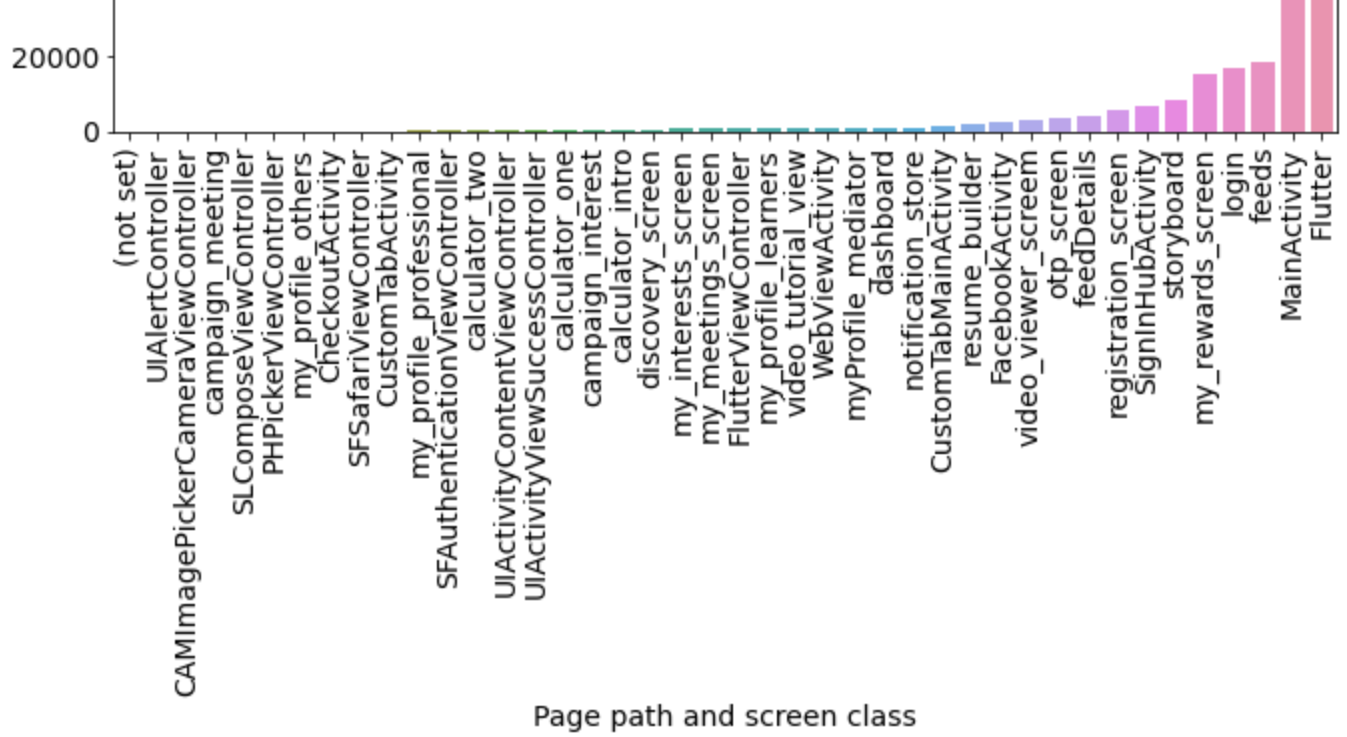 20000
0
(not set)
UIAlertController
CAMImagePickerCameraViewController
campaign_meeting
SLComposeViewController
PHPickerViewController
my_profile_others
CheckoutActivity
SFSafariViewController
CustomTabActivity
my_profile_professional
SFAuthenticationViewController
calculator_two
UIActivityContentViewController
UIActivityViewSuccessController
calculator_one
campaign_interest
calculator_intro
discovery_screen
my_interests_screen
my_meetings_screen
FlutterViewController
my_profile_learners
video_tutorial_view
WebViewActivity
myProfile_mediator
dashboard
notification_store
CustomTabMainActivity
resume_builder
FacebookActivity
video_viewer_screem
otp_screen
feedDetails
registration_screen
SignInHubActivity
storyboard
my_rewards_screen
login
feeds
MainActivity
Flutter
Page path and screen class